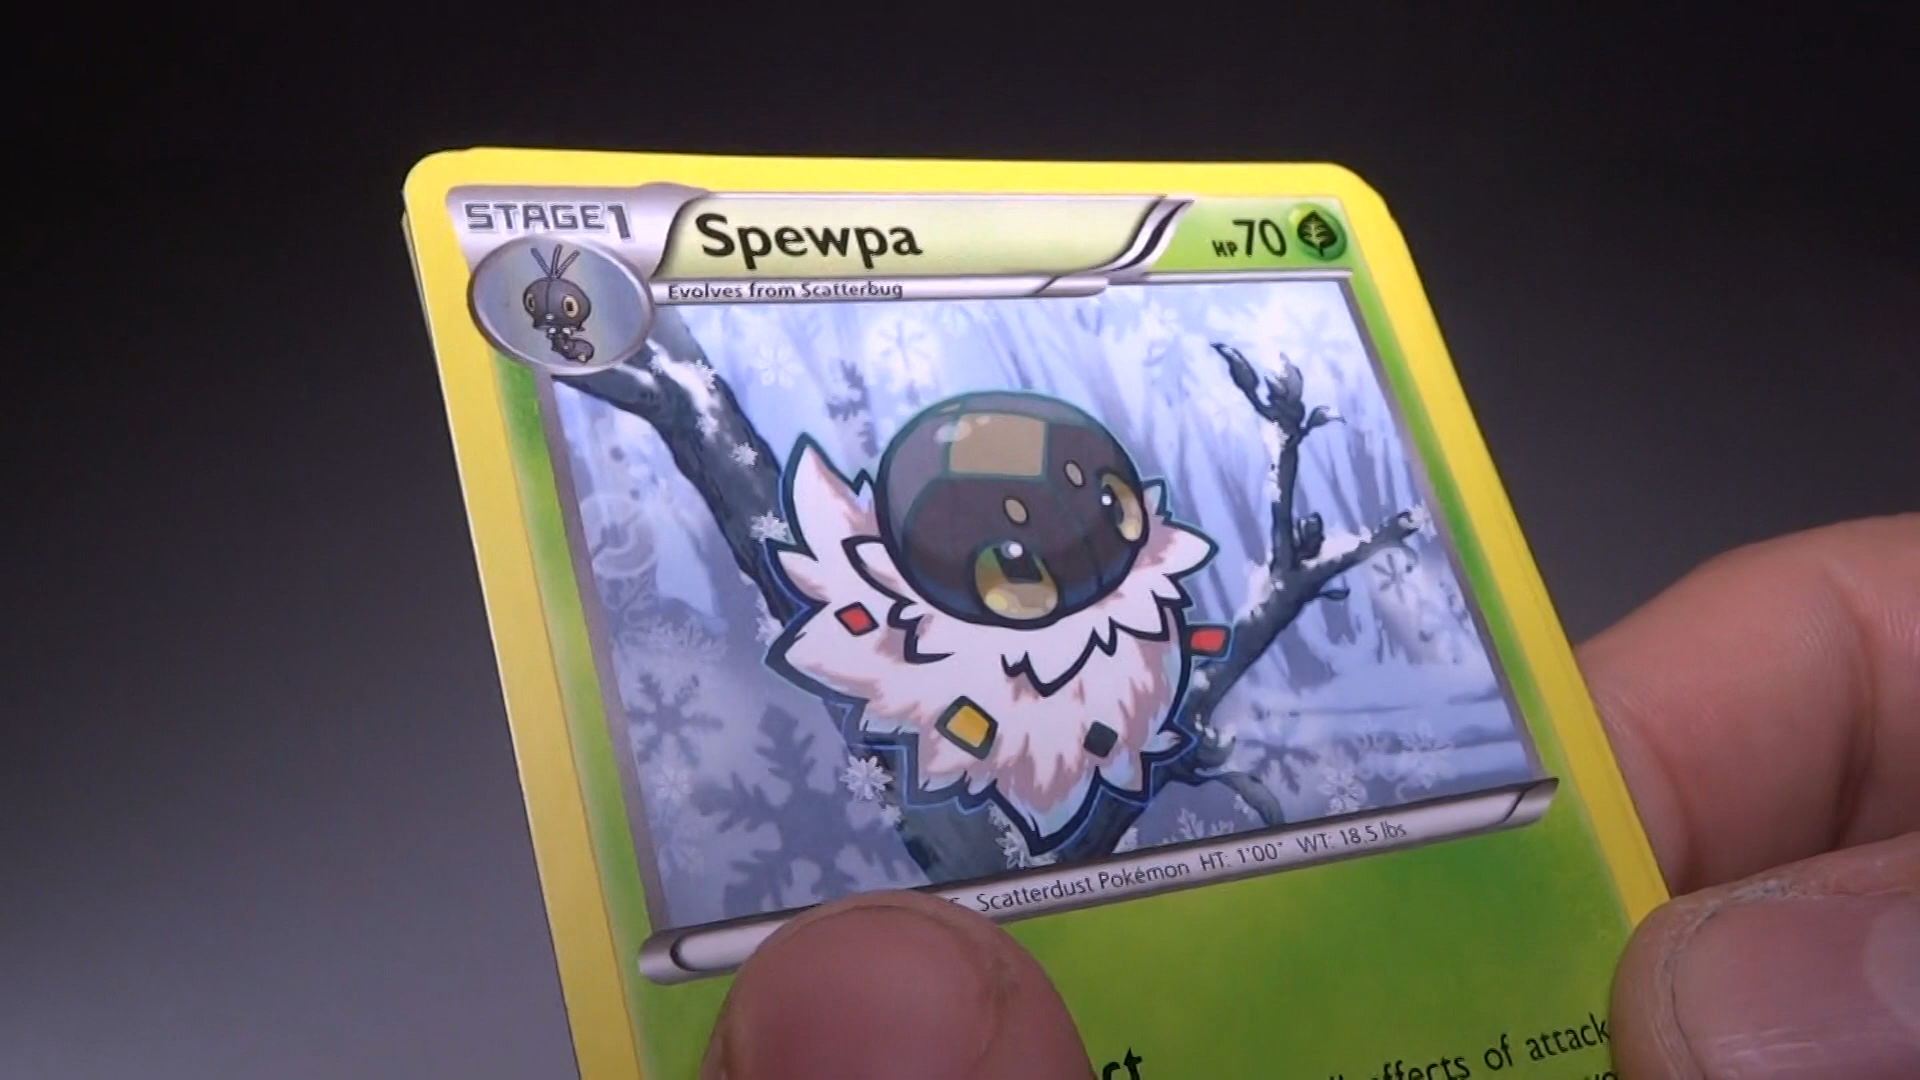 STAGE1
Spewpa
HP70
Evolves from Scatterbug
Scatterdust Pokémon HT: 1'00" WT: 18.5 lbs
effects of attack